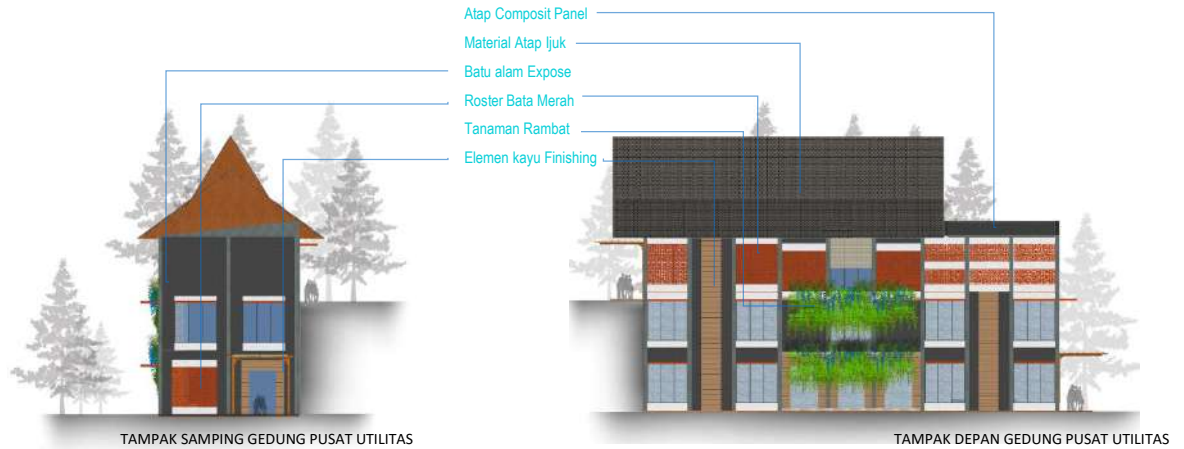 Atap Composit Panel
Material Atap Ijuk
Batu alam Expose
Roster Bata Merah
Tanaman Rambat
Elemen kayu Finishing
TAMPAK SAMPING GEDUNG PUSAT UTILITAS
TAMPAK DEPAN GEDUNG PUSAT UTILITAS